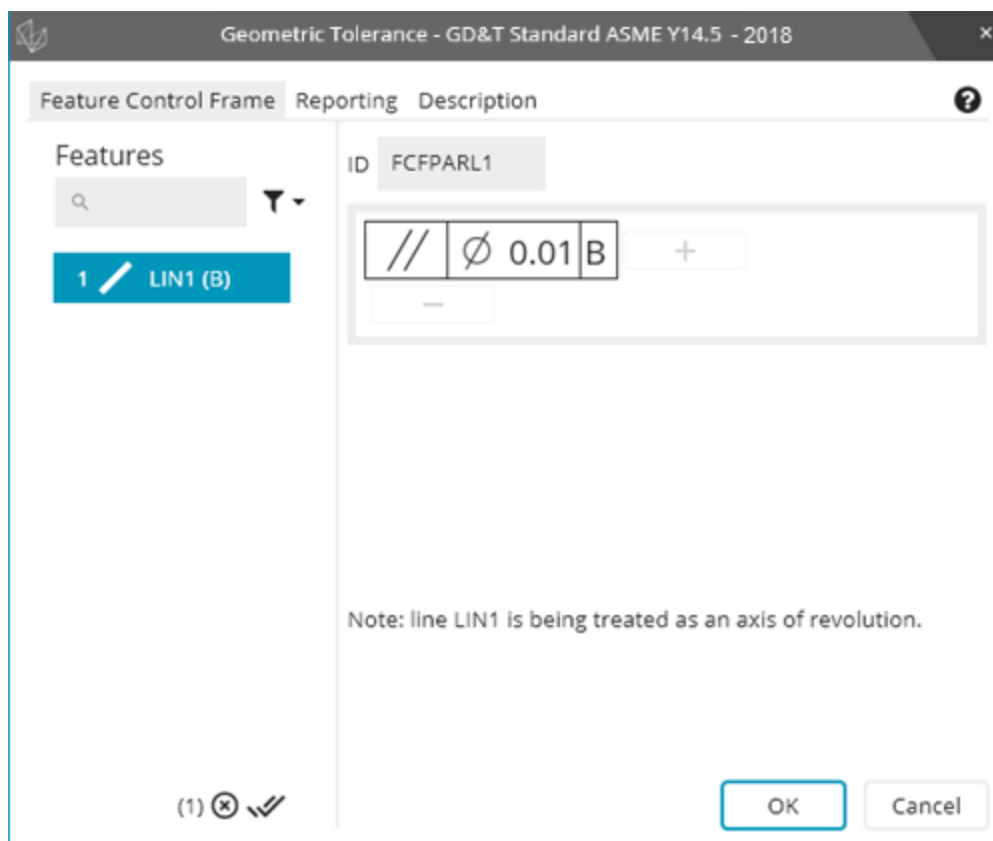 Geometric Tolerance - GD&T Standard ASME Y14.5 - 2018
Feature Control Frame Reporting Description
Features
ID FCFPARL1
// ∅ 0.01 B
1 LIN1 (B)
Note: line LIN1 is being treated as an axis of revolution.
(1)
OK Cancel